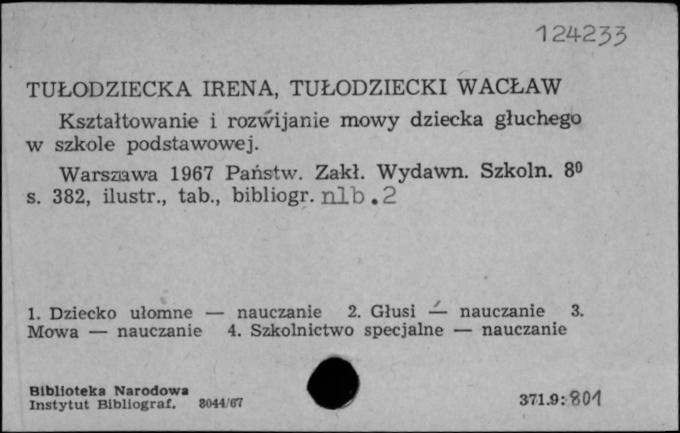 124233
TUŁODZIECKA IRENA, TUŁODZIECKI WACŁAW
Kształtowanie i rozwijanie mowy dziecka głuchego
w szkole podstawowej.
Warszawa 1967 Państw. Zakł. Wydawn. Szkoln. 8⁰
s. 382, ilustr., tab., bibliogr. nlb.2
1. Dziecko ułomne — nauczanie 2. Głusi — nauczanie 3.
Mowa — nauczanie 4. Szkolnictwo specjalne — nauczanie
Biblioteka Narodowa
Instytut Bibliograf. 8044/67
371.9:801